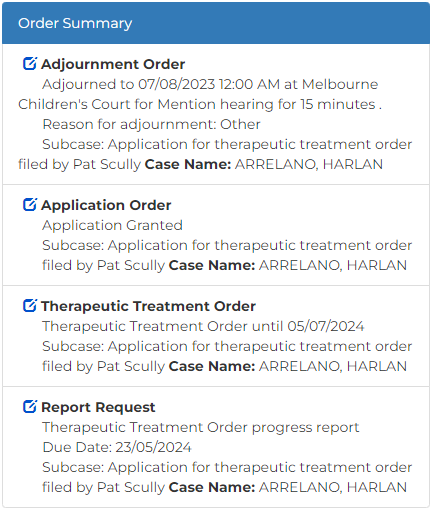 Order Summary
Adjournment Order
Adjourned to 07/08/2023 12:00 AM at Melbourne
Children's Court for Mention hearing for 15 minutes .
Reason for adjournment: Other
Subcase: Application for therapeutic treatment order
filed by Pat Scully Case Name: ARRELANO, HARLAN
Application Order
Application Granted
Subcase: Application for therapeutic treatment order
filed by Pat Scully Case Name: ARRELANO, HARLAN
Therapeutic Treatment Order
Therapeutic Treatment Order until 05/07/2024
Subcase: Application for therapeutic treatment order
filed by Pat Scully Case Name: ARRELANO, HARLAN
Report Request
Therapeutic Treatment Order progress report
Due Date: 23/05/2024
Subcase: Application for therapeutic treatment order
filed by Pat Scully Case Name: ARRELANO, HARLAN